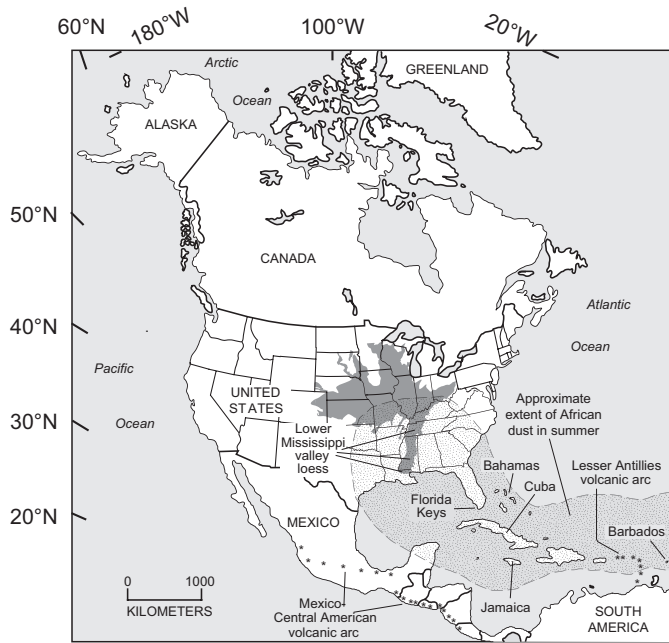 60°N
180°W
100°W
20°W
Arctic
Ocean
GREENLAND
ALASKA
50°N
CANADA
Atlantic
Ocean
40°N
Pacific
Ocean
UNITED
STATES
Approximate
extent of African
dust in summer
30°N
Lower
Mississippi
valley
loess
Bahamas
Cuba
Lesser Antillies
volcanic arc
Florida
Keys
20°N
MEXICO
Barbados
0
1000
KILOMETERS
Mexico-
Central American
volcanic arc
Jamaica
SOUTH
AMERICA